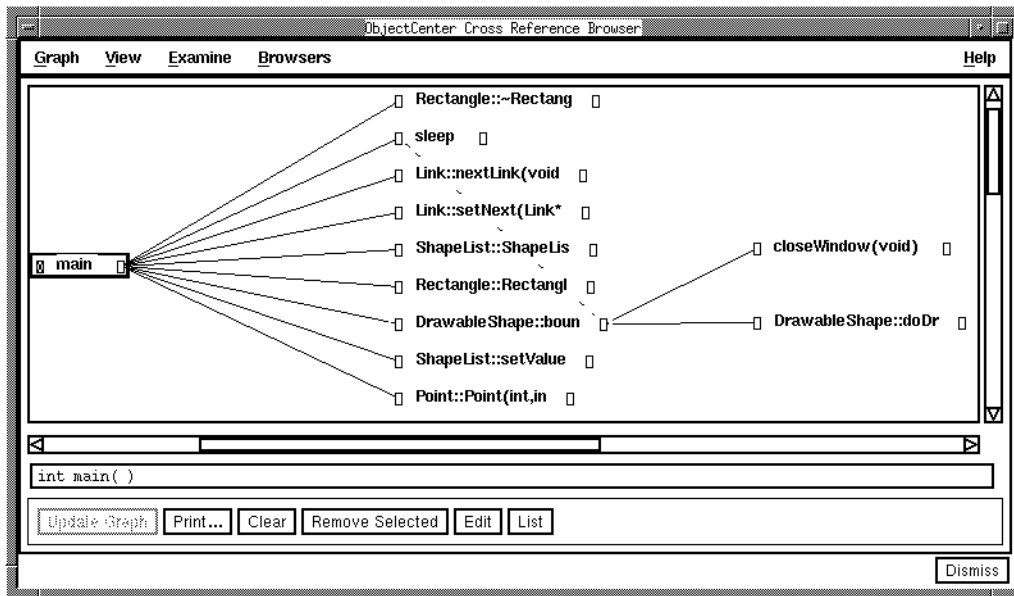 ObjectCenter Cross Reference Browser
Graph View Examine Browsers Help
Rectangle::~Rectang
sleep
Link::nextLink(void
Link::setNext(Link*
ShapeList::ShapeLis
closeWindow(void)
main
Rectangle::Rectangl
DrawableShape::boun
DrawableShape::doDr
ShapeList::setValue
Point::Point(int,in
int main( )
Update Graph Print... Clear Remove Selected Edit List
Dismiss